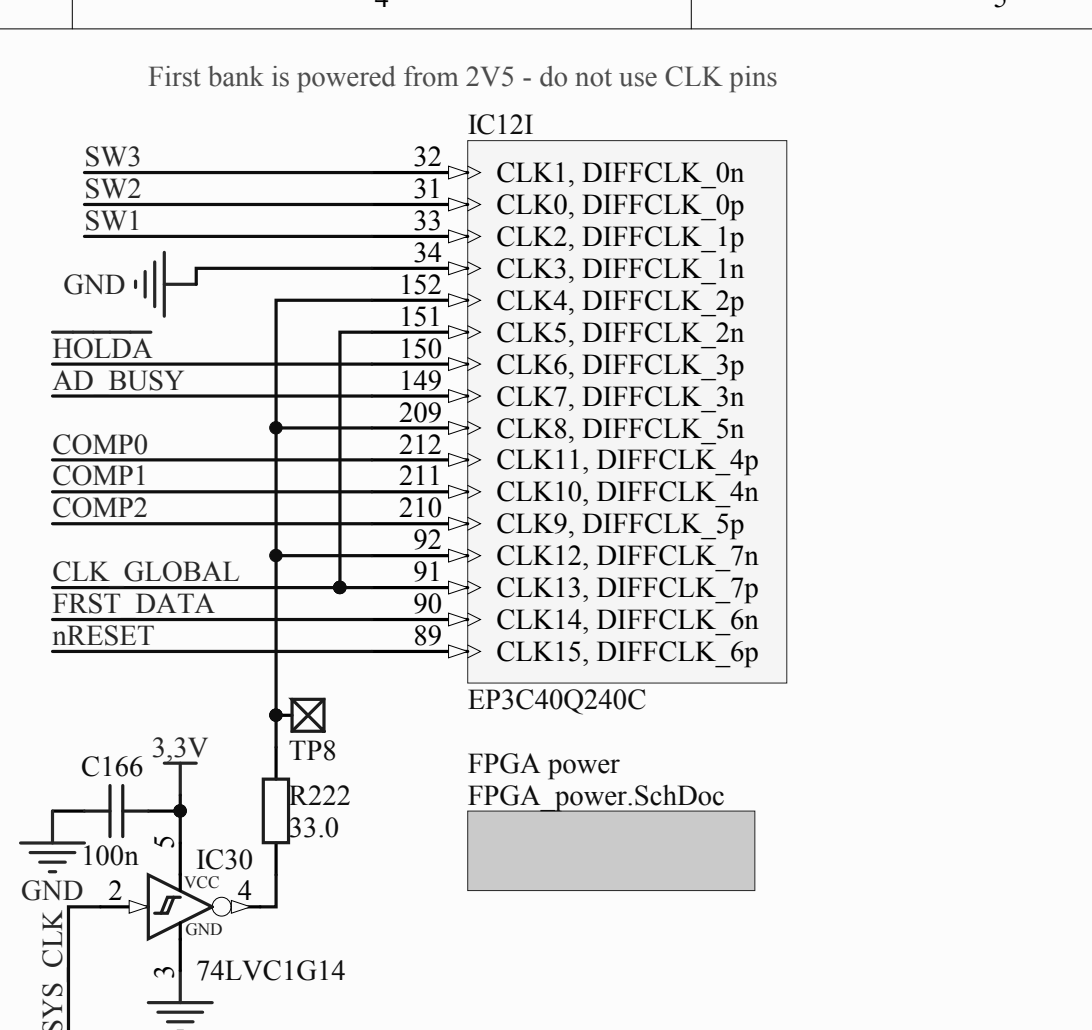 4
First bank is powered from 2V5 - do not use CLK pins
IC12I
SW3 32 CLK1, DIFFCLK_0n
SW2 31 CLK0, DIFFCLK_0p
SW1 33 CLK2, DIFFCLK_1p
34 CLK3, DIFFCLK_1n
GND
152 CLK4, DIFFCLK_2p
151 CLK5, DIFFCLK_2n
HOLDA 150 CLK6, DIFFCLK_3p
AD_BUSY 149 CLK7, DIFFCLK_3n
209 CLK8, DIFFCLK_5n
COMP0 212 CLK11, DIFFCLK_4p
COMP1 211 CLK10, DIFFCLK_4n
COMP2 210 CLK9, DIFFCLK_5p
92 CLK12, DIFFCLK_7n
CLK_GLOBAL 91 CLK13, DIFFCLK_7p
FRST_DATA 90 CLK14, DIFFCLK_6n
nRESET 89 CLK15, DIFFCLK_6p
EP3C40Q240C
TP8
3,3V
C166
FPGA power
R222
FPGA_power.SchDoc
33.0
5
100n
IC30
VCC
GND
2
4
GND
SYS_CLK
3
74LVC1G14